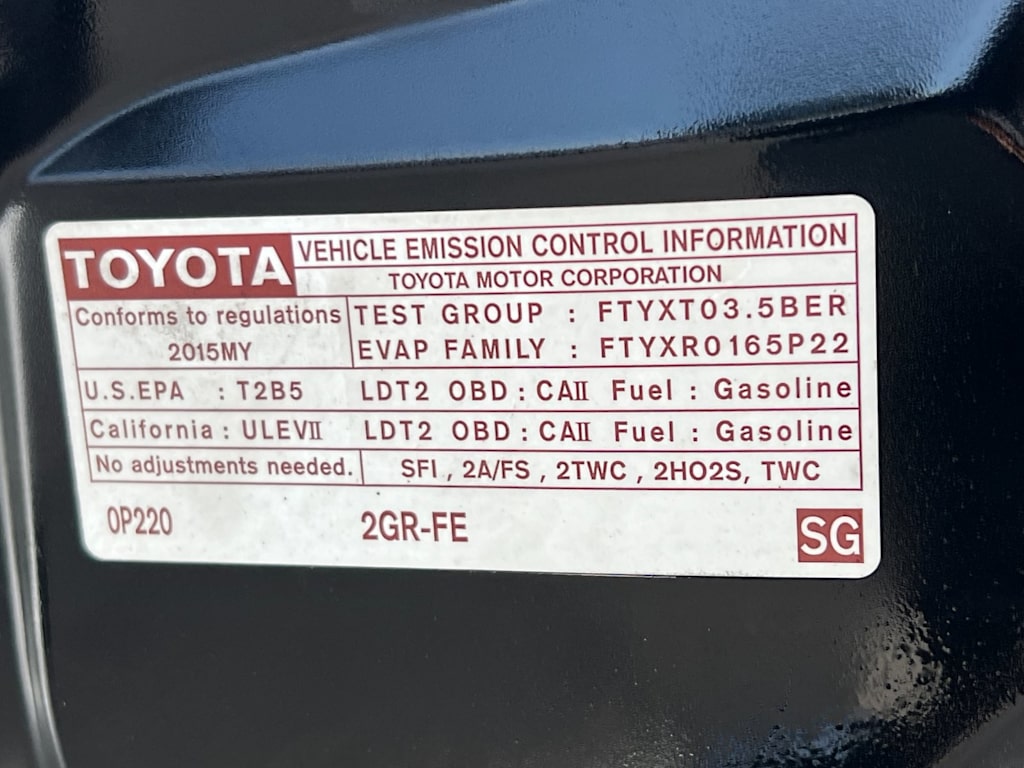 TOYOTA VEHICLE EMISSION CONTROL INFORMATION
TOYOTA MOTOR CORPORATION
Conforms to regulations
2015MY
TEST GROUP : FTYXT03.5BER
EVAP FAMILY : FTYXR0165P22
U.S.EPA : T2B5 LDT2 OBD : CAII Fuel : Gasoline
California : ULEVII LDT2 OBD : CAII Fuel : Gasoline
No adjustments needed. SFI , 2A/FS , 2TWC , 2HO2S, TWC
0P220 2GR-FE SG